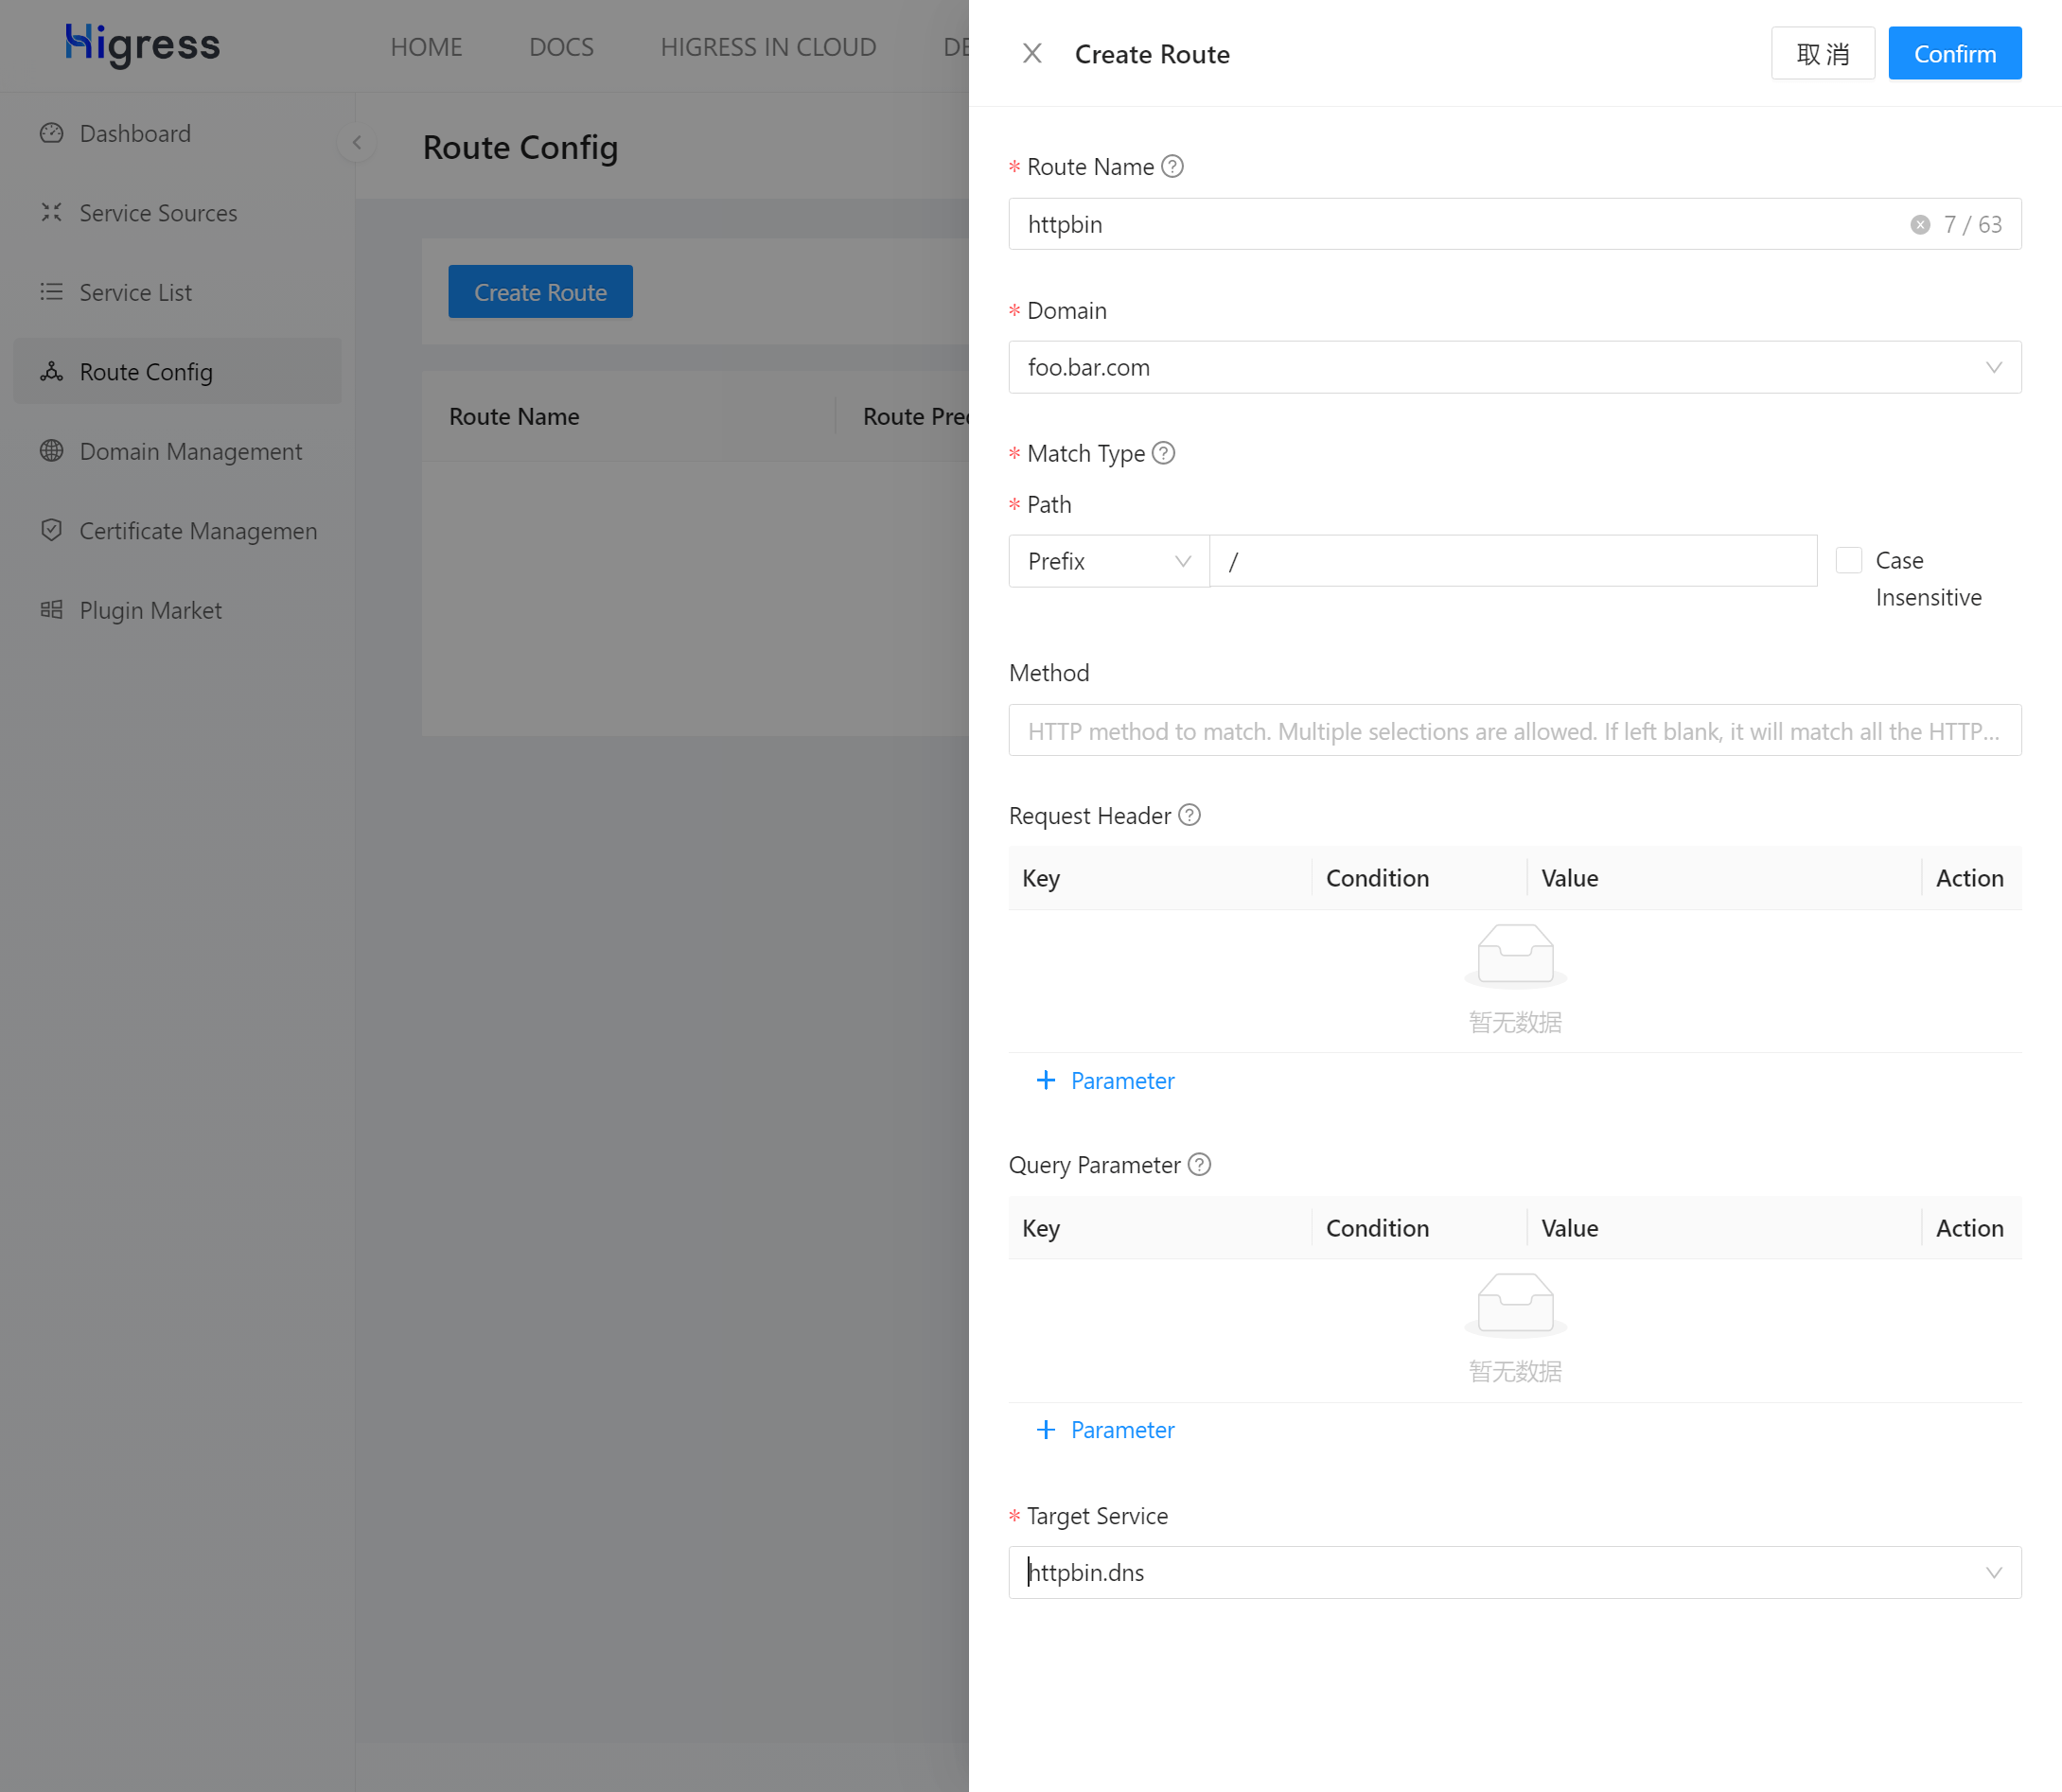 Higress
HOME DOCS HIGRESS IN CLOUD DE
Dashboard
Service Sources
Service List
Route Config
Domain Management
Certificate Managemen
Plugin Market
Route Config
Create Route
Route Name Route Prec
Create Route
取 消 Confirm
* Route Name ?
httpbin 7 / 63
* Domain
foo.bar.com
* Match Type ?
* Path
Prefix / Case
Insensitive
Method
HTTP method to match. Multiple selections are allowed. If left blank, it will match all the HTTP...
Request Header ?
Key Condition Value Action
暂无数据
+ Parameter
Query Parameter ?
Key Condition Value Action
暂无数据
+ Parameter
* Target Service
httpbin.dns